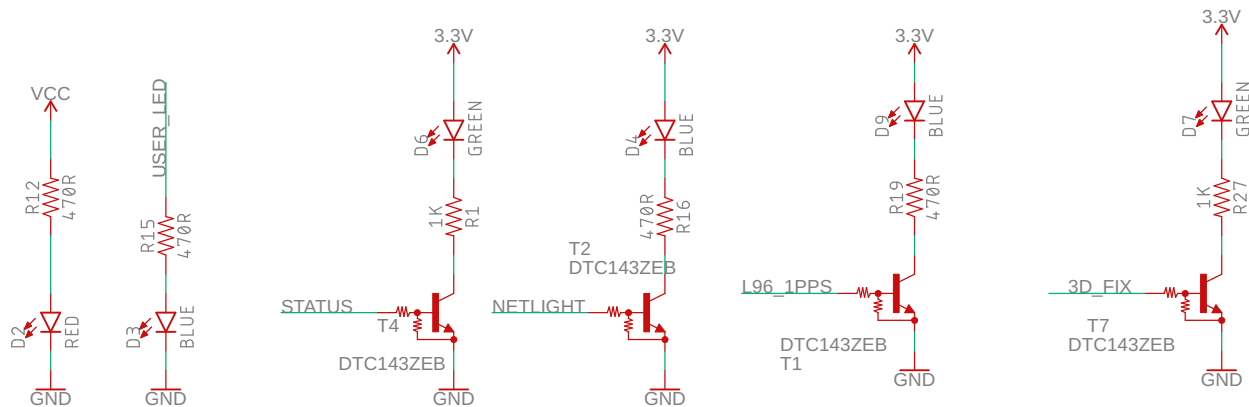 VCC
R12
470R
D2
RED
GND
USER_LED
R15
470R
D3
BLUE
GND
3.3V
D6
GREEN
1K
R1
STATUS
T4
DTC143ZEB
GND
3.3V
D4
BLUE
470R
R16
T2
DTC143ZEB
NETLIGHT
GND
3.3V
D9
BLUE
R19
470R
L96_1PPS
DTC143ZEB
T1
GND
3.3V
D7
GREEN
1K
R27
3D_FIX
T7
DTC143ZEB
GND